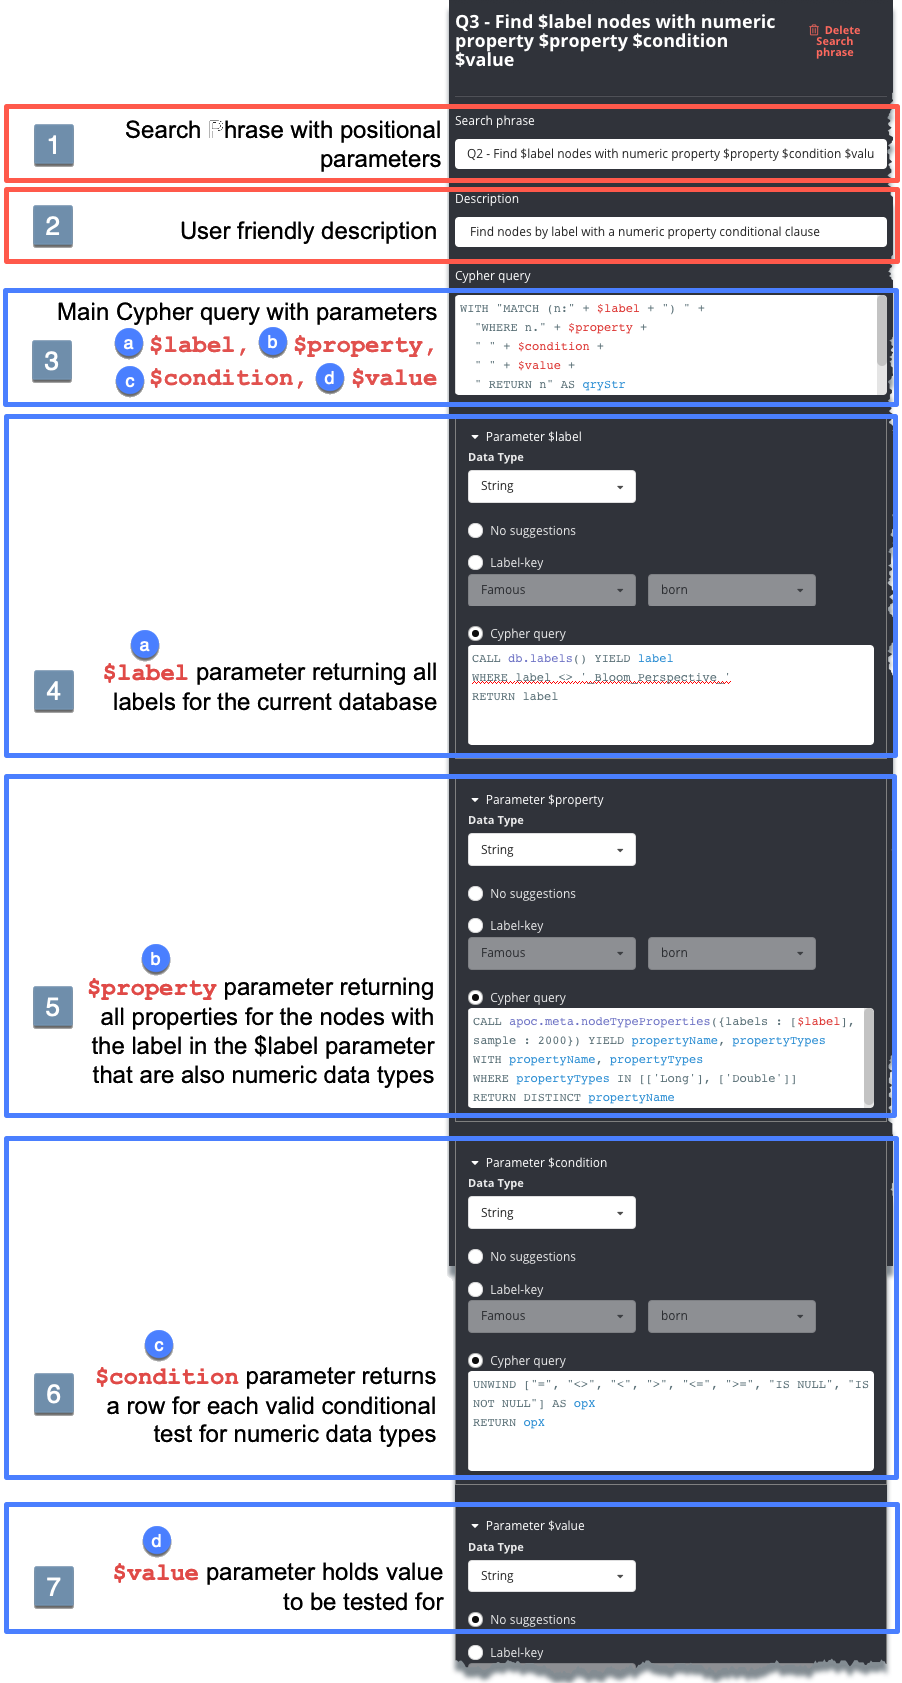 Q3 - Find $label nodes with numeric
property $property $condition
$value
Delete
Search
phrase
1
Search Phrase with positional
parameters
Search phrase
Q2 - Find $label nodes with numeric property $property $condition $valu
2
User friendly description
Description
Find nodes by label with a numeric property conditional clause
Cypher query
3
Main Cypher query with parameters
a $label, b $property,
c $condition, d $value
WITH "MATCH (n:" + $label + ") " +
"WHERE n." + $property +
" " + $condition +
" " + $value +
" RETURN n" AS qryStr
Parameter $label
Data Type
String
No suggestions
Label-key
Famous born
Cypher query
CALL db.labels() YIELD label
WHERE label <> '_Bloom_Perspective_'
RETURN label
4
a
$label parameter returning all
labels for the current database
Parameter $property
Data Type
String
No suggestions
Label-key
Famous born
Cypher query
CALL apoc.meta.nodeTypeProperties({labels : [$label],
sample : 2000}) YIELD propertyName, propertyTypes
WITH propertyName, propertyTypes
WHERE propertyTypes IN [['Long'], ['Double']]
RETURN DISTINCT propertyName
5
b
$property parameter returning
all properties for the nodes with
the label in the $label parameter
that are also numeric data types
Parameter $condition
Data Type
String
No suggestions
Label-key
Famous born
Cypher query
UNWIND ["=", "<>", "<", ">", "<=", ">=", "IS NULL", "IS
NOT NULL"] AS opX
RETURN opX
6
c
$condition parameter returns
a row for each valid conditional
test for numeric data types
Parameter $value
Data Type
String
No suggestions
Label-key
7
d
$value parameter holds value
to be tested for